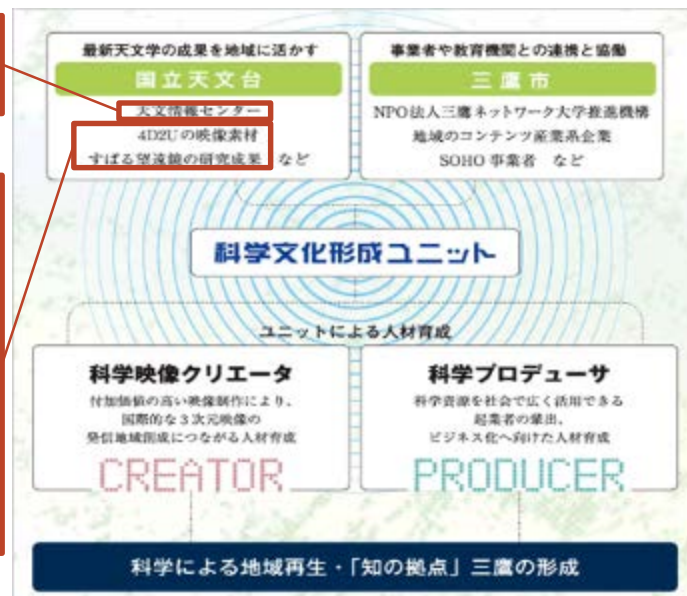 最新天文学の成果を地域に活かす
国立天文台
天文情報センター
4D2Uの映像素材
すばる望遠鏡の研究成果 など
事業者や教育機関との連携と協働
三鷹市
NPO法人三鷹ネットワーク大学推進機構
地域のコンテンツ産業系企業
SOHO事業者 など
科学文化形成ユニット
ユニットによる人材育成
科学映像クリエータ
付加価値の高い映像制作により、
国際的な3次元映像の
発信地域創成につながる人材育成
CREATOR
科学プロデューサ
科学資源を社会で広く活用できる
起業者の輩出、
ビジネス化へ向けた人材育成
PRODUCER
科学による地域再生・「知の拠点」三鷹の形成